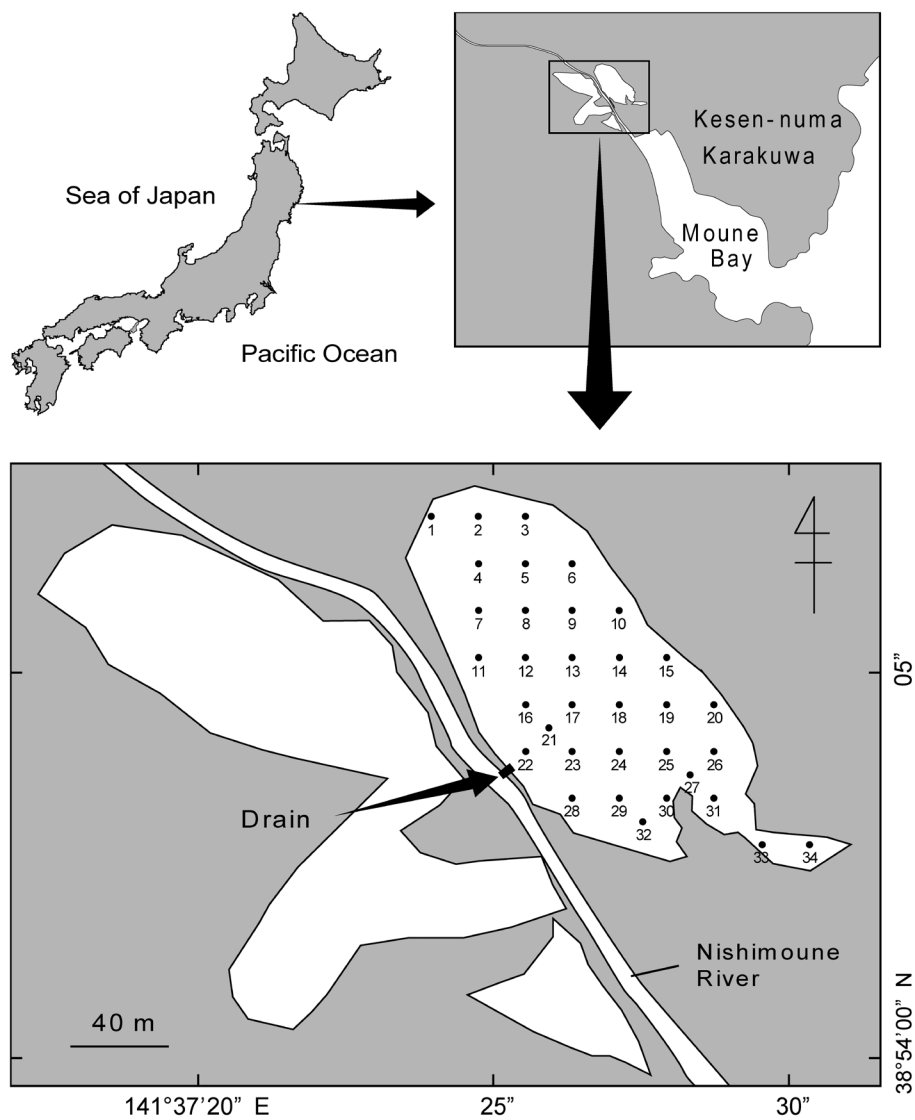 Sea of Japan
Pacific Ocean
Kesen-numa
Karakuwa
Moune
Bay
1 2 3
4 5 6
7 8 9 10
11 12 13 14 15
16 17 18 19 20
21
22 23 24 25 26
27
28 29 30 31
32
33 34
Drain
Nishimoune
River
40 m
05”
38°54’00” N
141°37’20” E 25” 30”